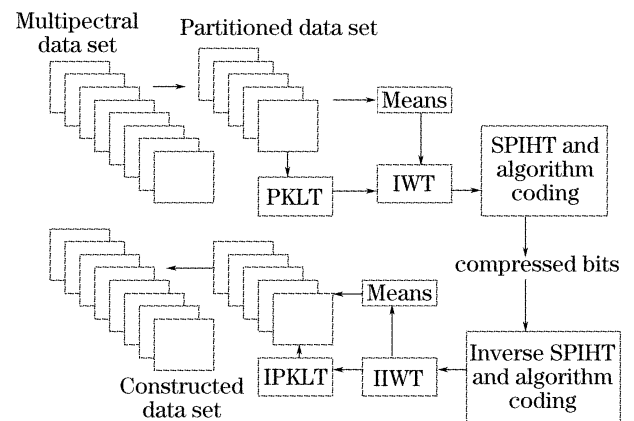 Multipectral
data set
Partitioned data set
Means
SPIHT and
algorithm
coding
PKLT
IWT
compressed bits
Means
Inverse SPIHT
and algorithm
coding
IPKLT
IIWT
Constructed
data set